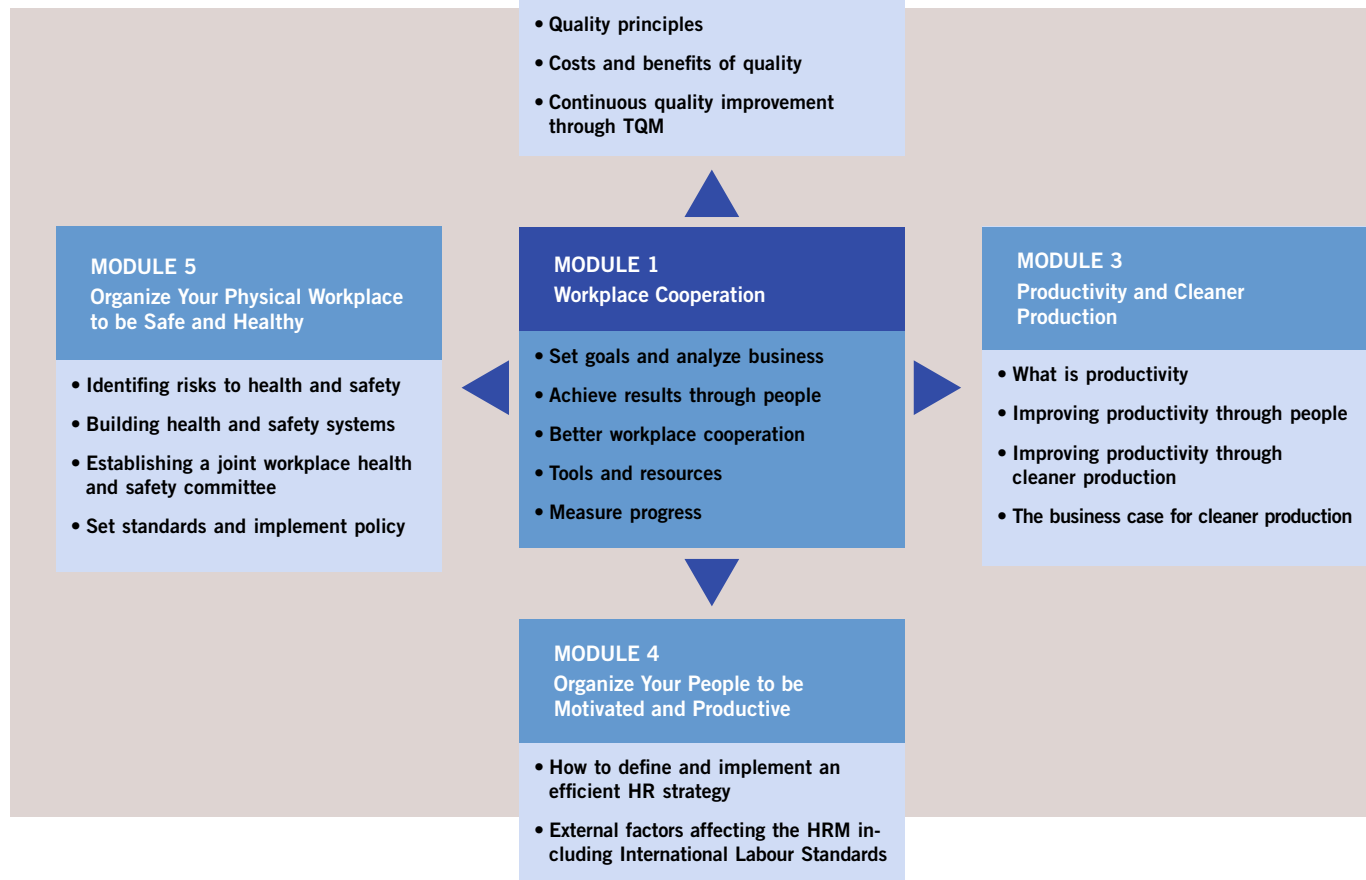 • Quality principles
• Costs and benefits of quality
• Continuous quality improvement
through TQM
MODULE 5
Organize Your Physical Workplace
to be Safe and Healthy
• Identifing risks to health and safety
• Building health and safety systems
• Establishing a joint workplace health
and safety committee
• Set standards and implement policy
MODULE 1
Workplace Cooperation
• Set goals and analyze business
• Achieve results through people
• Better workplace cooperation
• Tools and resources
• Measure progress
MODULE 3
Productivity and Cleaner
Production
• What is productivity
• Improving productivity through people
• Improving productivity through
cleaner production
• The business case for cleaner production
MODULE 4
Organize Your People to be
Motivated and Productive
• How to define and implement an
efficient HR strategy
• External factors affecting the HRM in-
cluding International Labour Standards